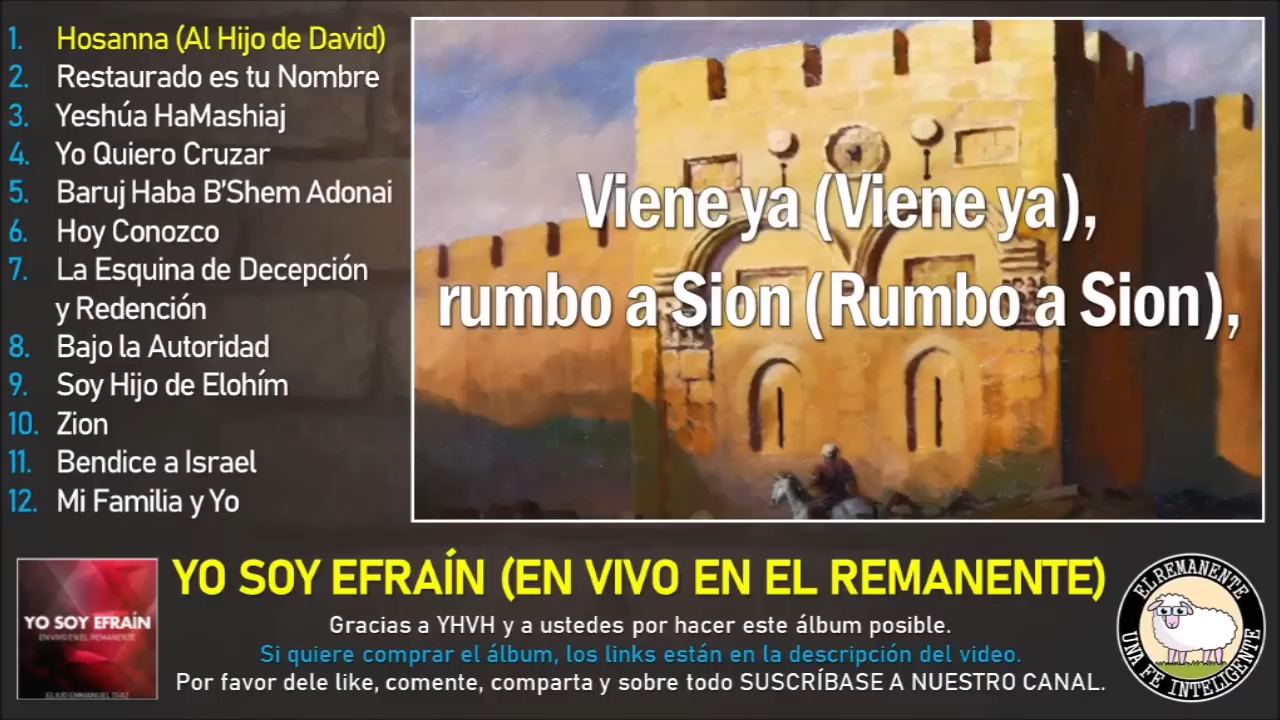 1. Hosanna (Al Hijo de David)
2. Restaurado es tu Nombre
3. Yeshúa HaMashiaj
4. Yo Quiero Cruzar
5. Baruj Haba B'Shem Adonai
6. Hoy Conozco
7. La Esquina de Decepción
y Redención
8. Bajo la Autoridad
9. Soy Hijo de Elohím
10. Zion
11. Bendice a Israel
12. Mi Familia y Yo
Viene ya (Viene ya),
rumbo a Sion (Rumbo a Sion),
YO SOY EFRAÍN
EN VIVO EN EL REMANENTE
YO SOY EFRAÍN (EN VIVO EN EL REMANENTE)
Gracias a YHVH y a ustedes por hacer este álbum posible.
Si quiere comprar el álbum, los links están en la descripción del video.
Por favor dele like, comente, comparta y sobre todo SUSCRÍBASE A NUESTRO CANAL.
EL REMANENTE
UNA FE INTELIGENTE